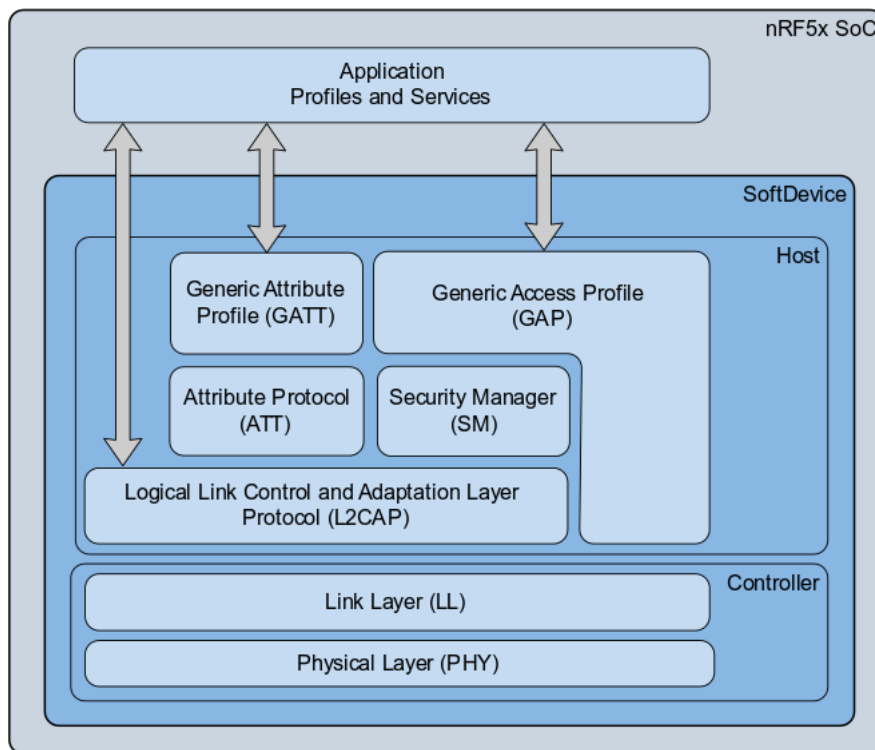 nRF5x SoC
Application
Profiles and Services
SoftDevice
Host
Generic Attribute
Profile (GATT)
Generic Access Profile
(GAP)
Attribute Protocol
(ATT)
Security Manager
(SM)
Logical Link Control and Adaptation Layer
Protocol (L2CAP)
Controller
Link Layer (LL)
Physical Layer (PHY)